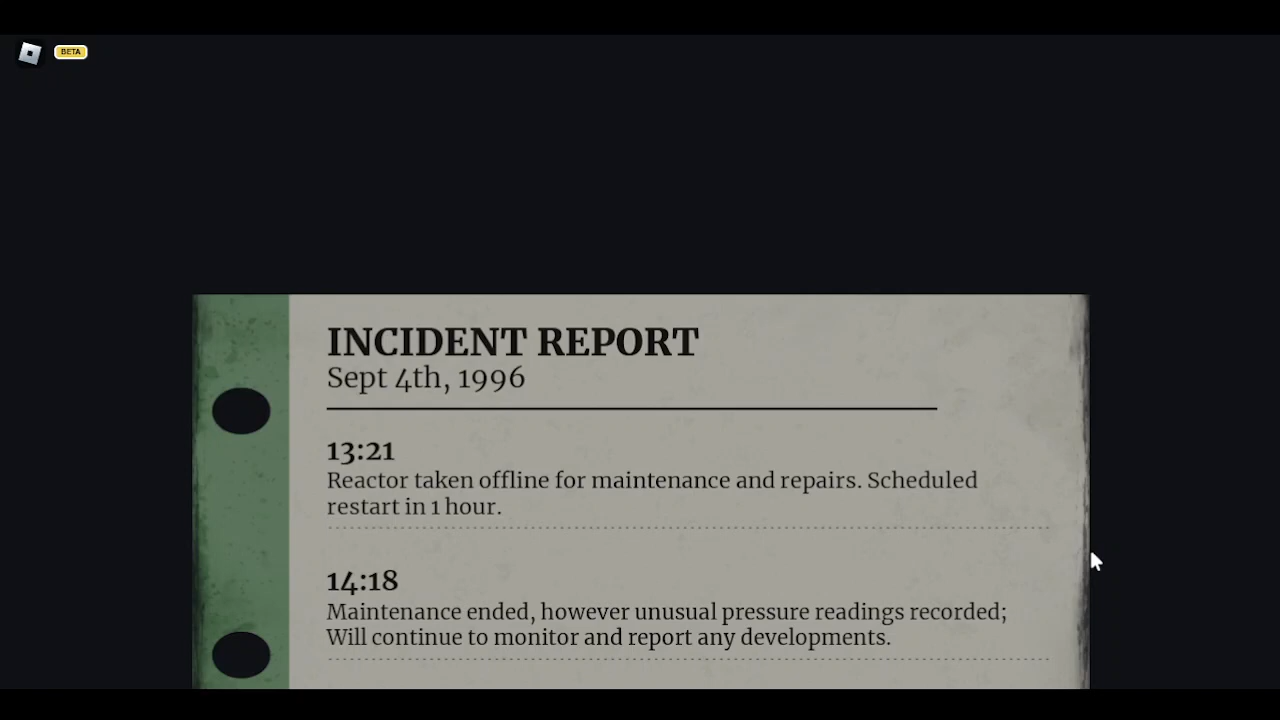 BETA
INCIDENT REPORT
Sept 4th, 1996
13:21
Reactor taken offline for maintenance and repairs. Scheduled
restart in 1 hour.
14:18
Maintenance ended, however unusual pressure readings recorded;
Will continue to monitor and report any developments.